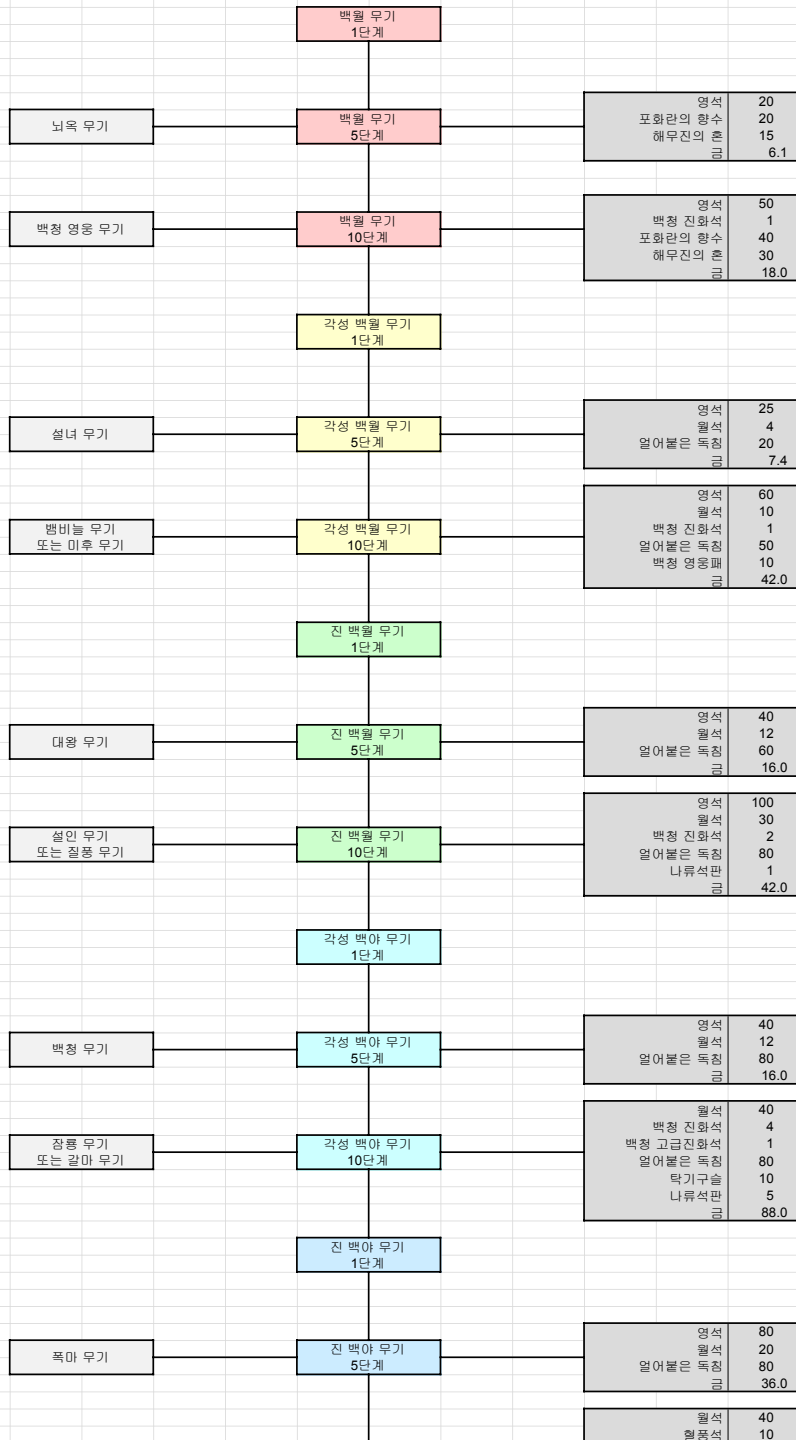 백월 무기
1단계
뇌옥 무기
백월 무기
5단계
영석 20
포화란의 향수 20
해무진의 혼 15
금 6.1
백청 영웅 무기
백월 무기
10단계
영석 50
백청 진화석 1
포화란의 향수 40
해무진의 혼 30
금 18.0
각성 백월 무기
1단계
설녀 무기
각성 백월 무기
5단계
영석 25
월석 4
얼어붙은 독침 20
금 7.4
뱀비늘 무기
또는 미후 무기
각성 백월 무기
10단계
영석 60
월석 10
백청 진화석 1
얼어붙은 독침 50
백청 영웅패 10
금 42.0
진 백월 무기
1단계
대왕 무기
진 백월 무기
5단계
영석 40
월석 12
얼어붙은 독침 60
금 16.0
설인 무기
또는 질풍 무기
진 백월 무기
10단계
영석 100
월석 30
백청 진화석 2
얼어붙은 독침 80
나류석판 1
금 42.0
각성 백야 무기
1단계
백청 무기
각성 백야 무기
5단계
영석 40
월석 12
얼어붙은 독침 80
금 16.0
잠룡 무기
또는 갈마 무기
각성 백야 무기
10단계
월석 40
백청 진화석 4
백청 고급진화석 1
얼어붙은 독침 80
탁기구슬 10
나류석판 5
금 88.0
진 백야 무기
1단계
폭마 무기
진 백야 무기
5단계
영석 80
월석 20
얼어붙은 독침 80
금 36.0
월석 40
혈풍석 10